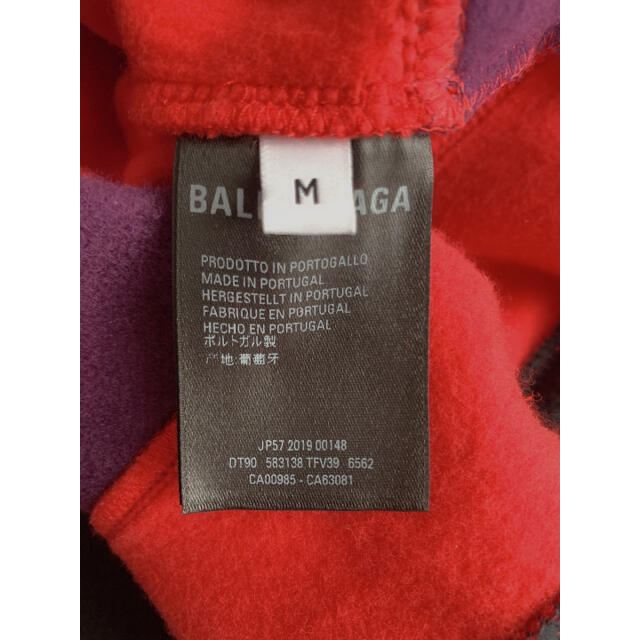 M
BAL AGA
PRODOTTO IN PORTOGALLO
MADE IN PORTUGAL
HERGESTELLT IN PORTUGAL
FABRIQUE EN PORTUGAL
HECHO EN PORTUGAL
ポルトガル製
产地:葡萄牙
JP57 2019 00148
DT90 583138 TFV39 6562
CA00985 - CA63081